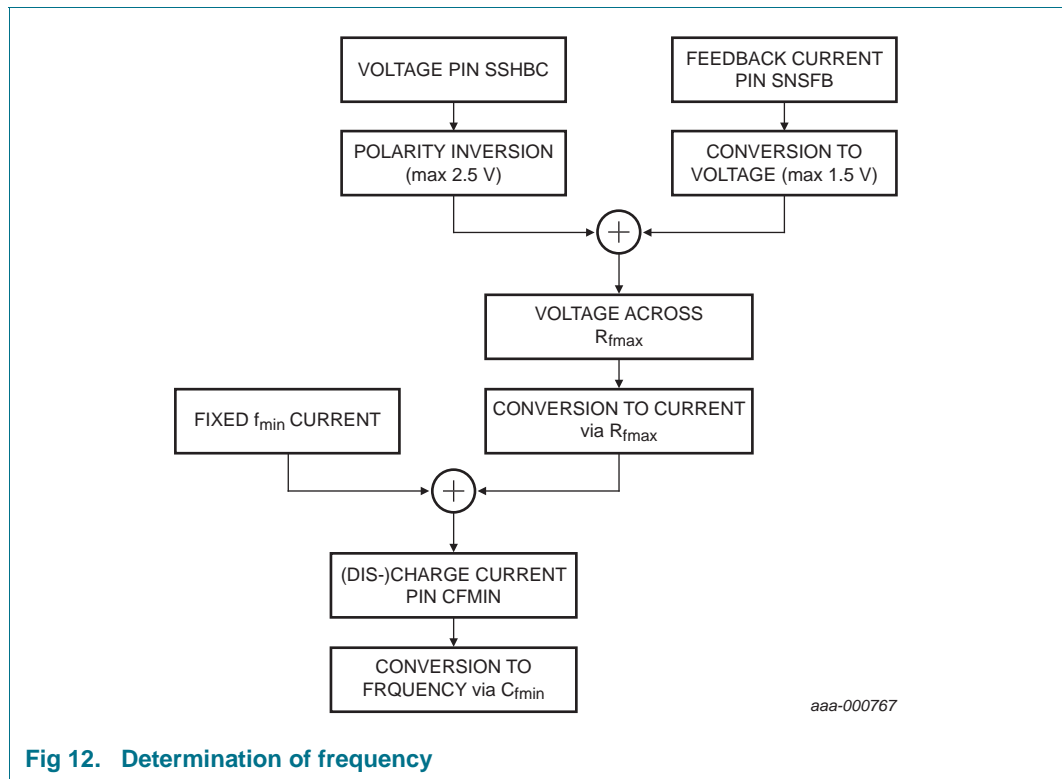 VOLTAGE PIN SSHBC
FEEDBACK CURRENT
PIN SNSFB
POLARITY INVERSION
(max 2.5 V)
CONVERSION TO
VOLTAGE (max 1.5 V)
+
VOLTAGE ACROSS
Rfmax
FIXED fmin CURRENT
CONVERSION TO CURRENT
via Rfmax
+
(DIS-)CHARGE CURRENT
PIN CFMIN
CONVERSION TO
FRQUENCY via Cfmin
aaa-000767
Fig 12. Determination of frequency